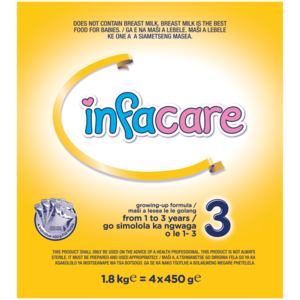 DOES NOT CONTAIN BREAST MILK, BREAST MILK IS THE BEST
FOOD FOR BABIES. / GA E NA MAŠI A LEBELE. MAŠI A LEBELE
KE ONE A A SIAMETSENG MASEA.
infacare
growing-up formula /
maši a lesea le le golang
from 1 to 3 years /
go simolola ka ngwaga
o le 1- 3
3
THIS PRODUCT SHALL ONLY BE USED ON THE ADVICE OF A HEALTH PROFESSIONAL. THIS PRODUCT IS NOT ALWAYS
STERILE. IT MUST BE PREPARED AND USED APPROPRIATELY.
1.8 kg℮ = 4x450 g℮